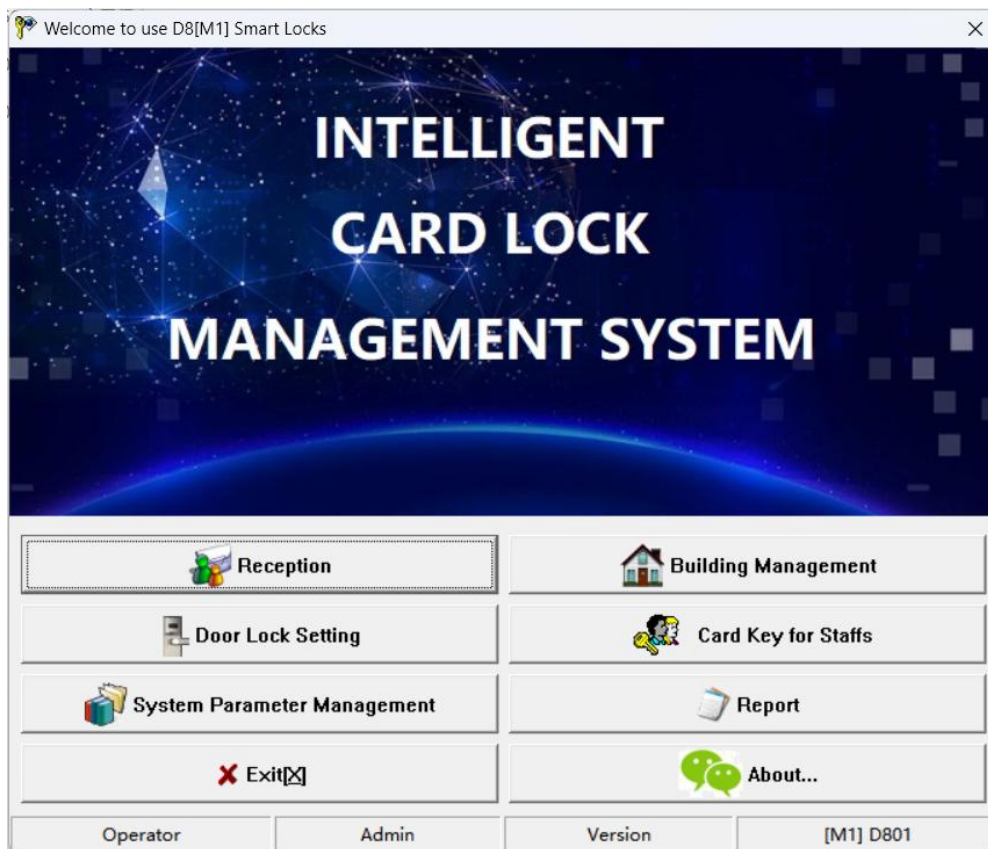 Welcome to use D8[M1] Smart Locks
INTELLIGENT
CARD LOCK
MANAGEMENT SYSTEM
Reception
Building Management
Door Lock Setting
Card Key for Staffs
System Parameter Management
Report
Exit[X]
About...
Operator
Admin
Version
[M1] D801